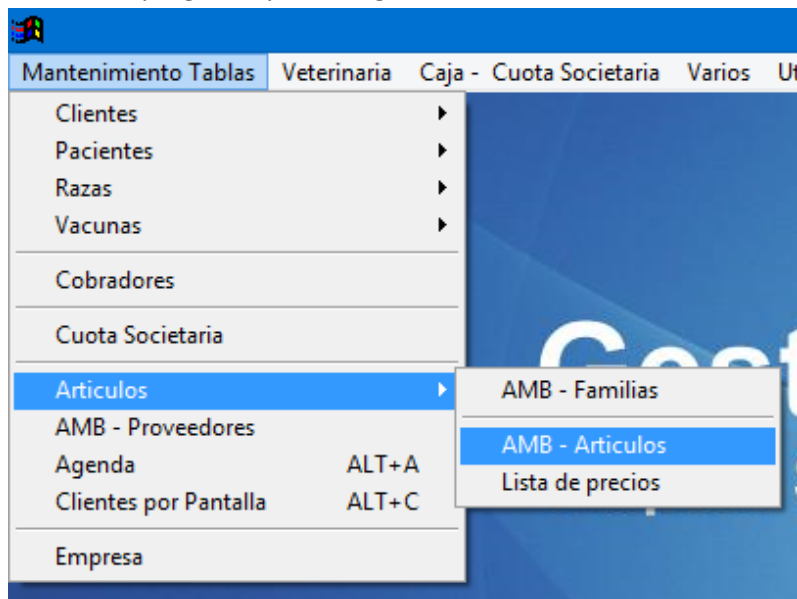 Mantenimiento Tablas Veterinaria Caja - Cuota Societaria Varios
Clientes
Pacientes
Razas
Vacunas
Cobradores
Cuota Societaria
Articulos
AMB - Proveedores
Agenda ALT+A
Clientes por Pantalla ALT+C
Empresa
AMB - Familias
AMB - Articulos
Lista de precios